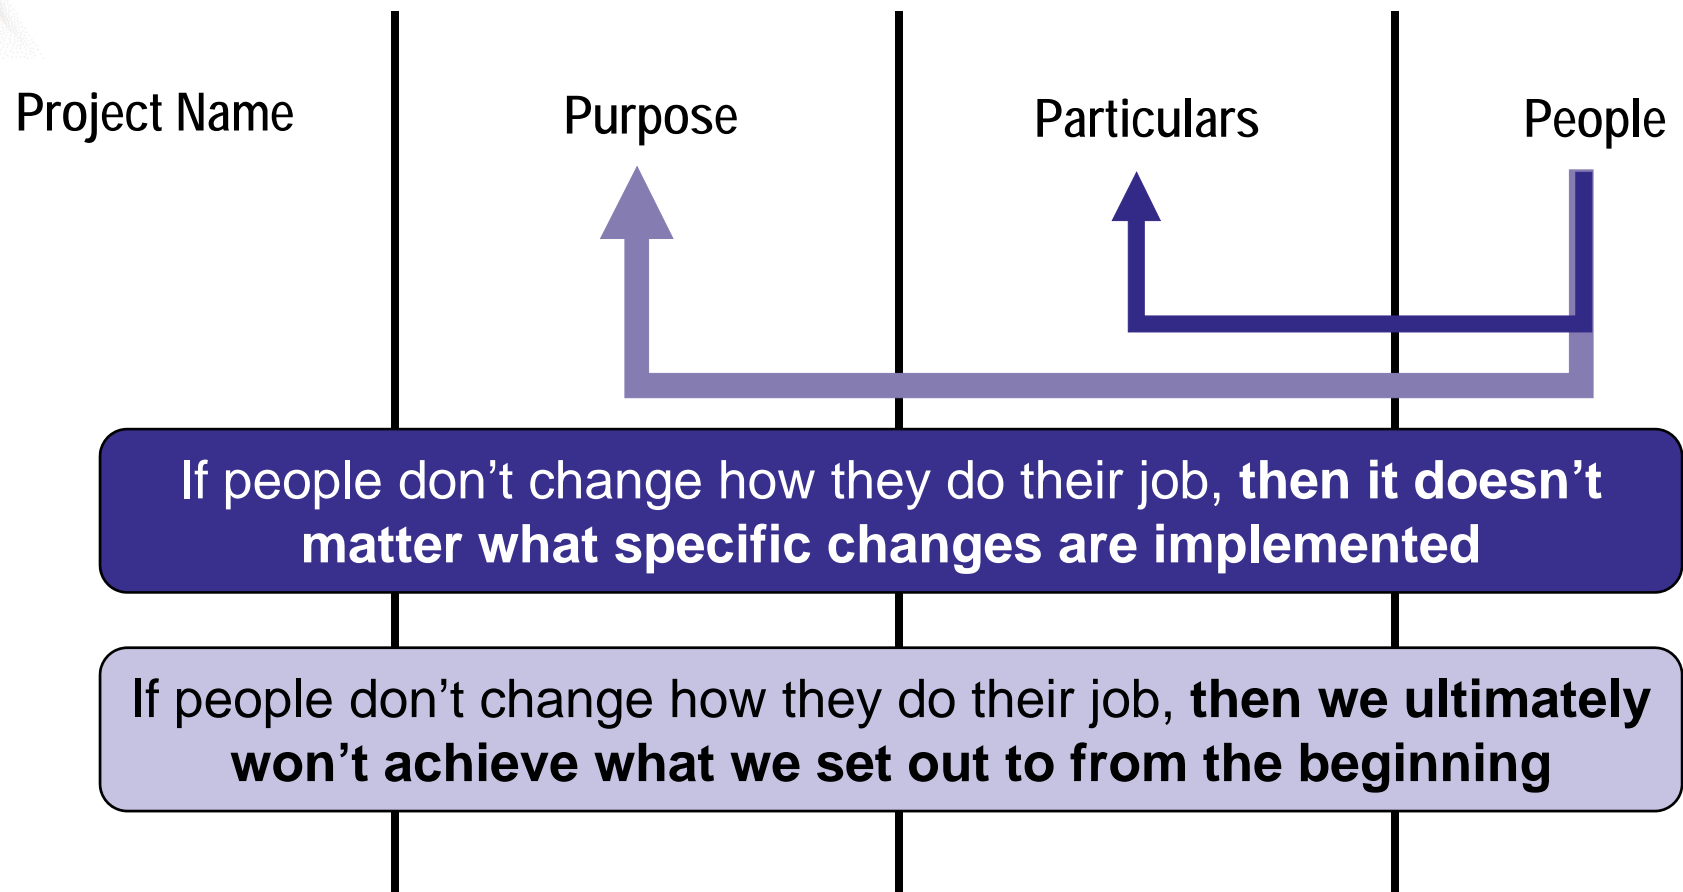 Project Name
Purpose
Particulars
People
If people don’t change how they do their job, then it doesn’t
matter what specific changes are implemented
If people don’t change how they do their job, then we ultimately
won’t achieve what we set out to from the beginning